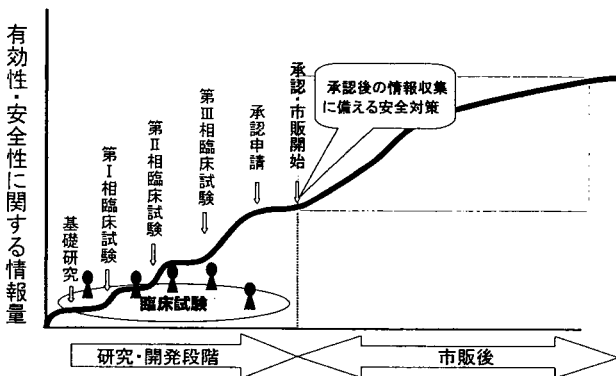 有効性・安全性に関する情報量
基礎研究
第Ⅰ相臨床試験
第Ⅱ相臨床試験
第Ⅲ相臨床試験
承認申請
承認・市販開始
承認後の情報収集
に備える安全対策
臨床試験
研究・開発段階
市販後